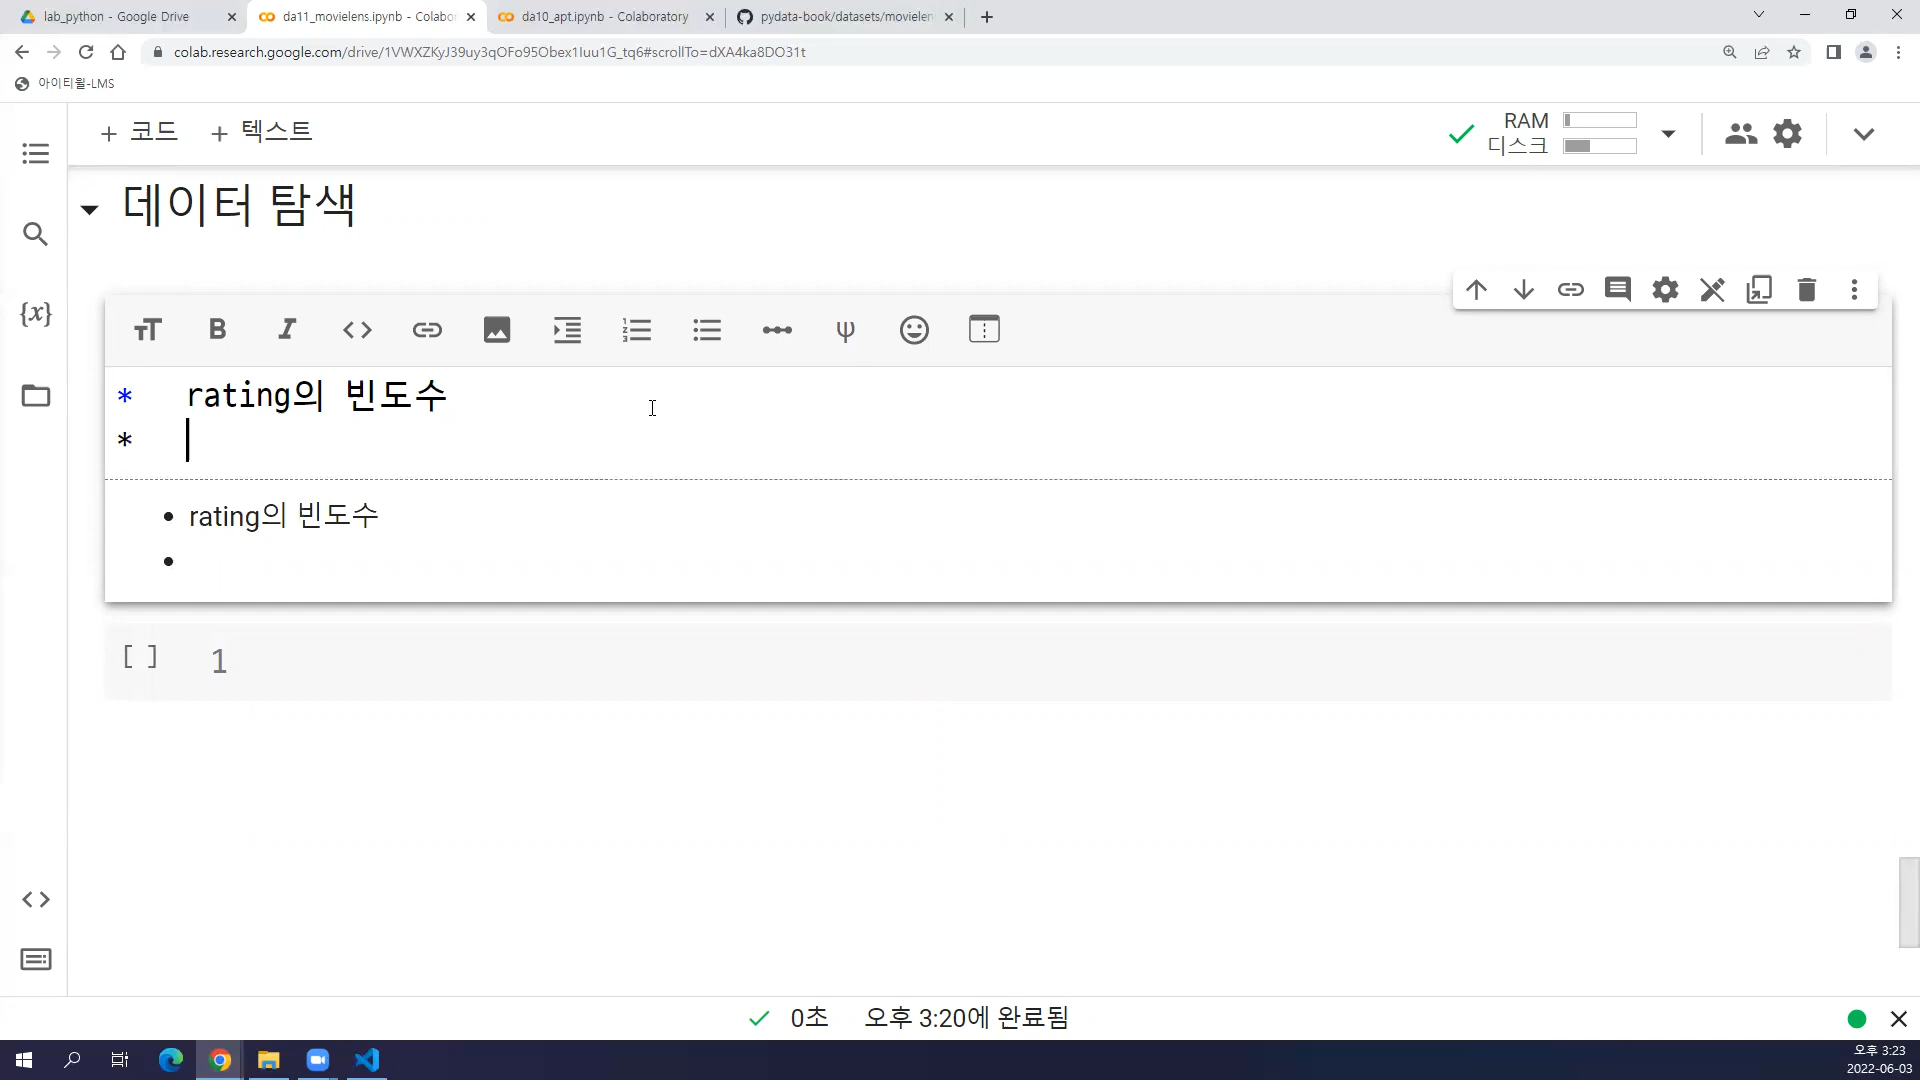 lab_python - Google Drive
da11_movielens.ipynb - Colabor
da10_apt.ipynb - Colaboratory
pydata-book/datasets/movielen
colab.research.google.com/drive/1VWXZKyJ39uy3qOFo95Obex1Iuu1G_tq6#scrollTo=dXA4ka8DO31t
아이티윌-LMS
+ 코드 + 텍스트
RAM
디스크
데이터 탐색
* rating의 빈도수
*
• rating의 빈도수
•
[ ] 1
0초 오후 3:20에 완료됨
오후 3:23
2022-06-03